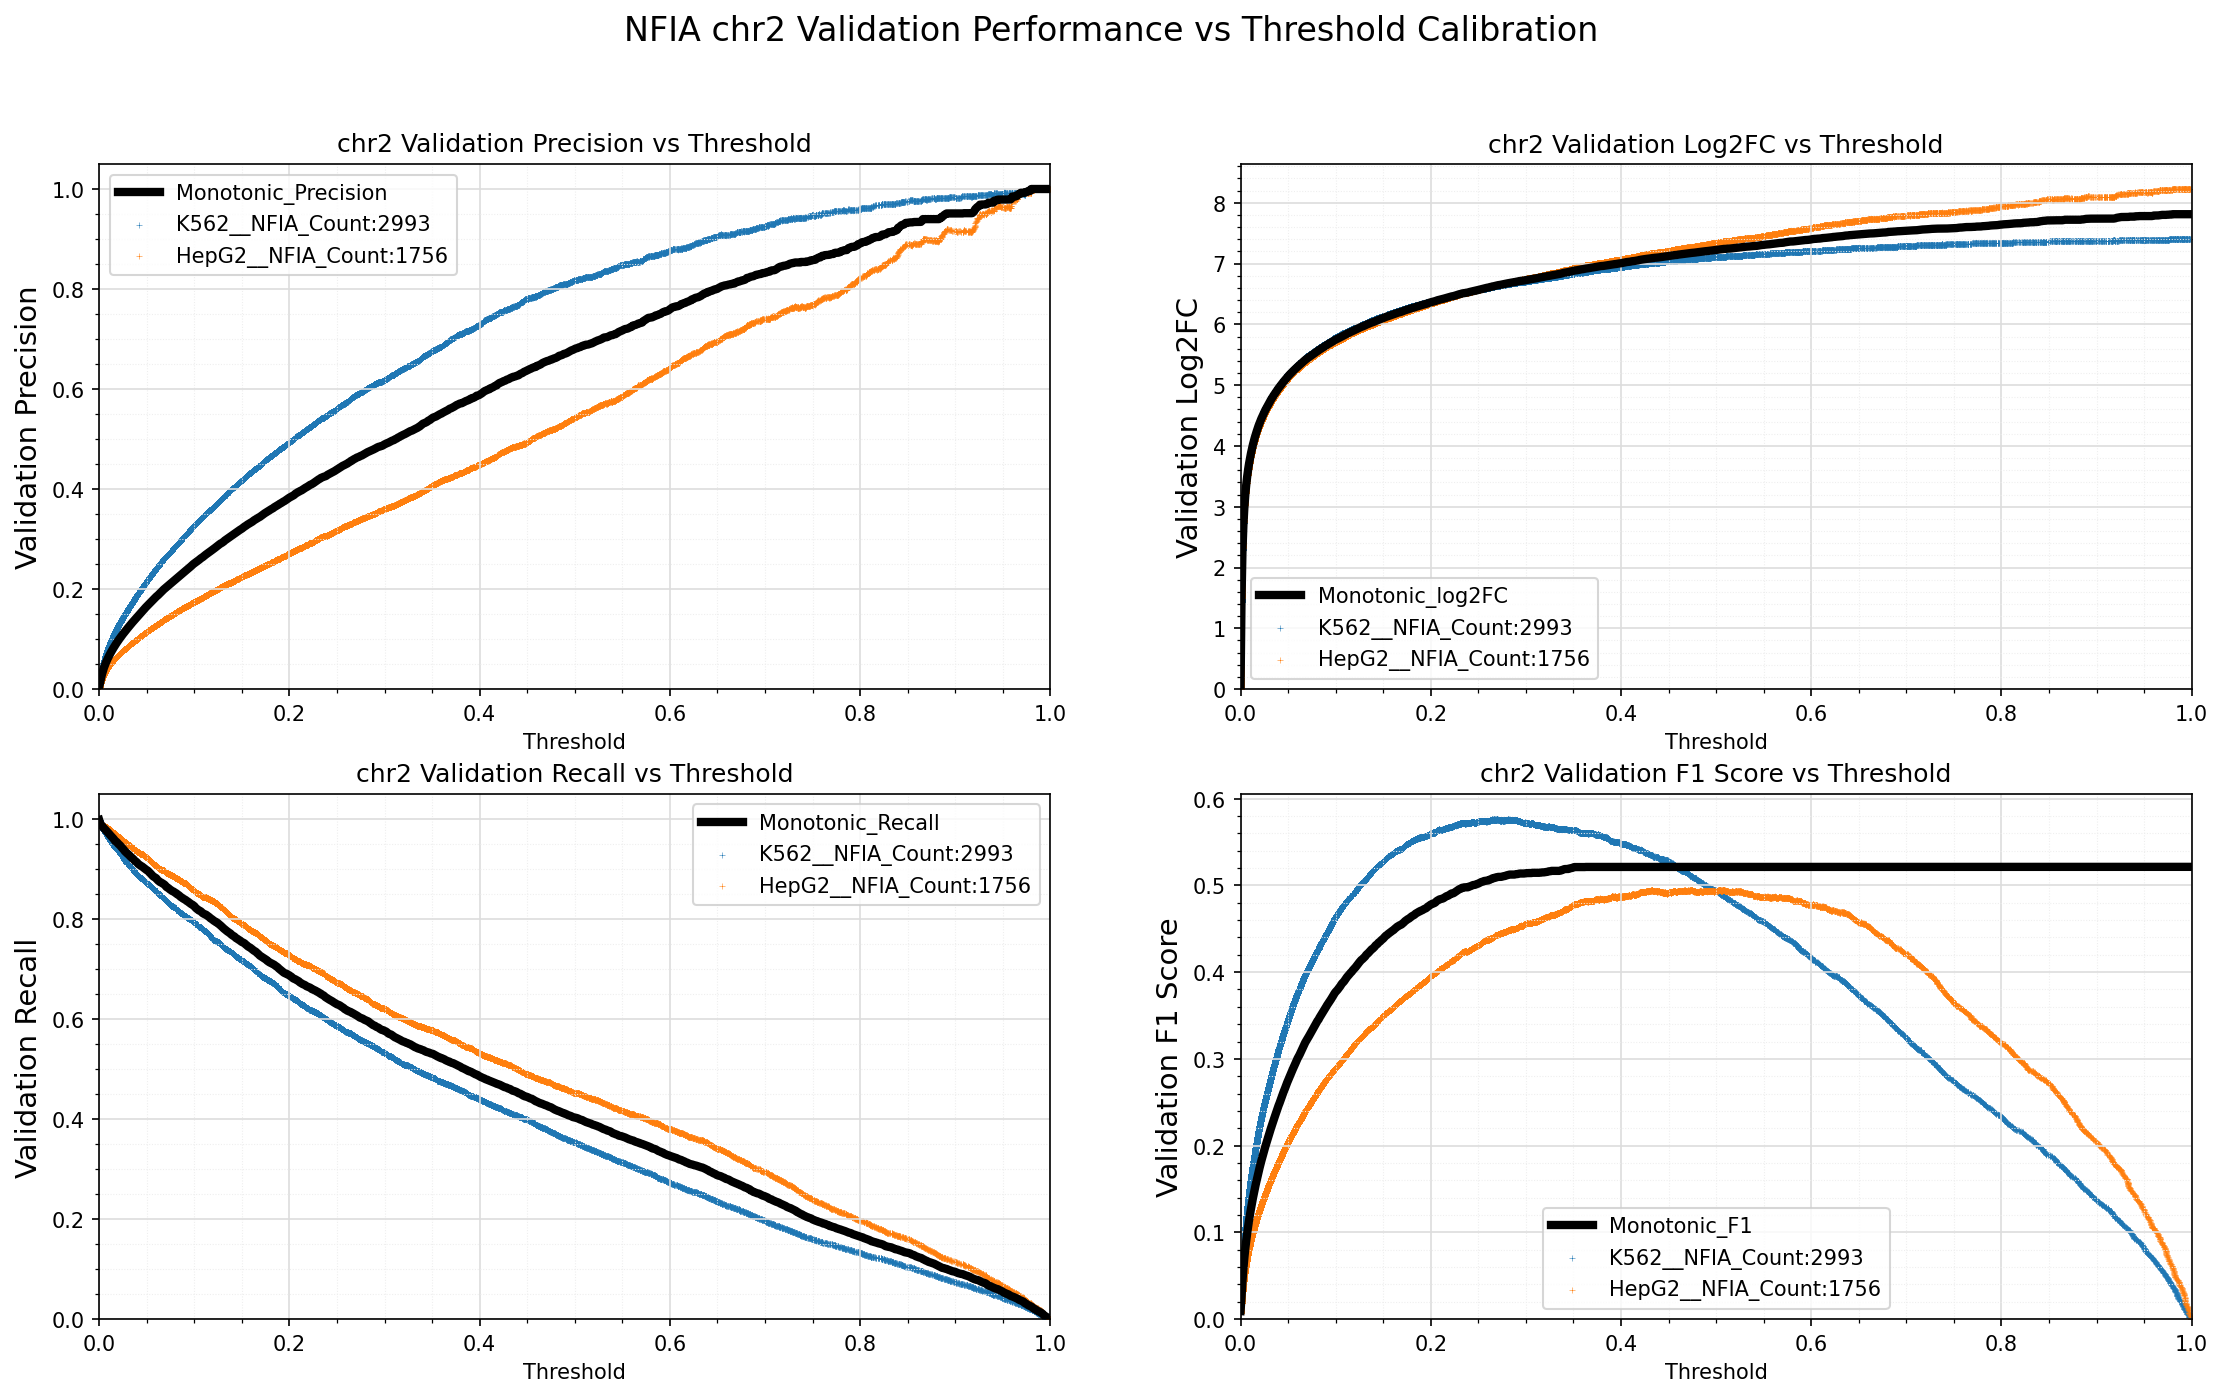 NFIA chr2 Validation Performance vs Threshold Calibration
chr2 Validation Precision vs Threshold
Validation Precision
1.0
0.8
0.6
0.4
0.2
0.0
Monotonic_Precision
K562__NFIA_Count:2993
HepG2__NFIA_Count:1756
0.0 0.2 0.4 0.6 0.8 1.0
Threshold
chr2 Validation Log2FC vs Threshold
Validation Log2FC
8
7
6
5
4
3
2
1
0
Monotonic_log2FC
K562__NFIA_Count:2993
HepG2__NFIA_Count:1756
0.0 0.2 0.4 0.6 0.8 1.0
Threshold
chr2 Validation Recall vs Threshold
Validation Recall
1.0
0.8
0.6
0.4
0.2
0.0
Monotonic_Recall
K562__NFIA_Count:2993
HepG2__NFIA_Count:1756
0.0 0.2 0.4 0.6 0.8 1.0
Threshold
chr2 Validation F1 Score vs Threshold
Validation F1 Score
0.6
0.5
0.4
0.3
0.2
0.1
0.0
Monotonic_F1
K562__NFIA_Count:2993
HepG2__NFIA_Count:1756
0.0 0.2 0.4 0.6 0.8 1.0
Threshold